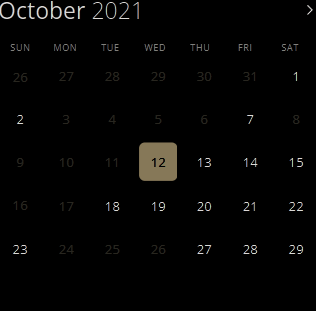 October 2021
SUN MON TUE WED THU FRI SAT
26 27 28 29 30 31 1
2 3 4 5 6 7 8
9 10 11 12 13 14 15
16 17 18 19 20 21 22
23 24 25 26 27 28 29